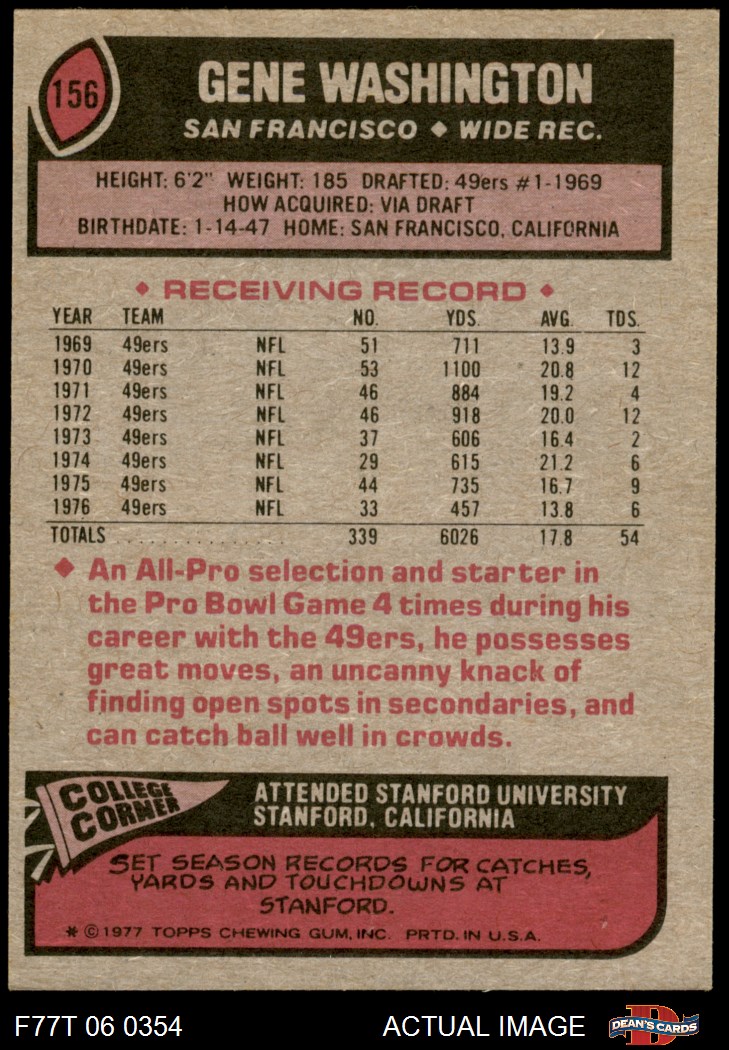 156
GENE WASHINGTON
SAN FRANCISCO ◆ WIDE REC.
HEIGHT: 6'2" WEIGHT: 185 DRAFTED: 49ers #1-1969
HOW ACQUIRED: VIA DRAFT
BIRTHDATE: 1-14-47 HOME: SAN FRANCISCO, CALIFORNIA
◆ RECEIVING RECORD ◆
YEAR TEAM NO. YDS. AVG. TDS.
1969 49ers NFL 51 711 13.9 3
1970 49ers NFL 53 1100 20.8 12
1971 49ers NFL 46 884 19.2 4
1972 49ers NFL 46 918 20.0 12
1973 49ers NFL 37 606 16.4 2
1974 49ers NFL 29 615 21.2 6
1975 49ers NFL 44 735 16.7 9
1976 49ers NFL 33 457 13.8 6
TOTALS . . . . . . . . . . . . . . . . 339 6026 17.8 54
◆ An All-Pro selection and starter in
the Pro Bowl Game 4 times during his
career with the 49ers, he possesses
great moves, an uncanny knack of
finding open spots in secondaries, and
can catch ball well in crowds.
COLLEGE
CORNER
ATTENDED STANFORD UNIVERSITY
STANFORD, CALIFORNIA
SET SEASON RECORDS FOR CATCHES,
YARDS AND TOUCHDOWNS AT
STANFORD.
* © 1977 TOPPS CHEWING GUM, INC. PRTD. IN U.S.A.
F77T 06 0354 ACTUAL IMAGE
D
DEAN'S CARDS